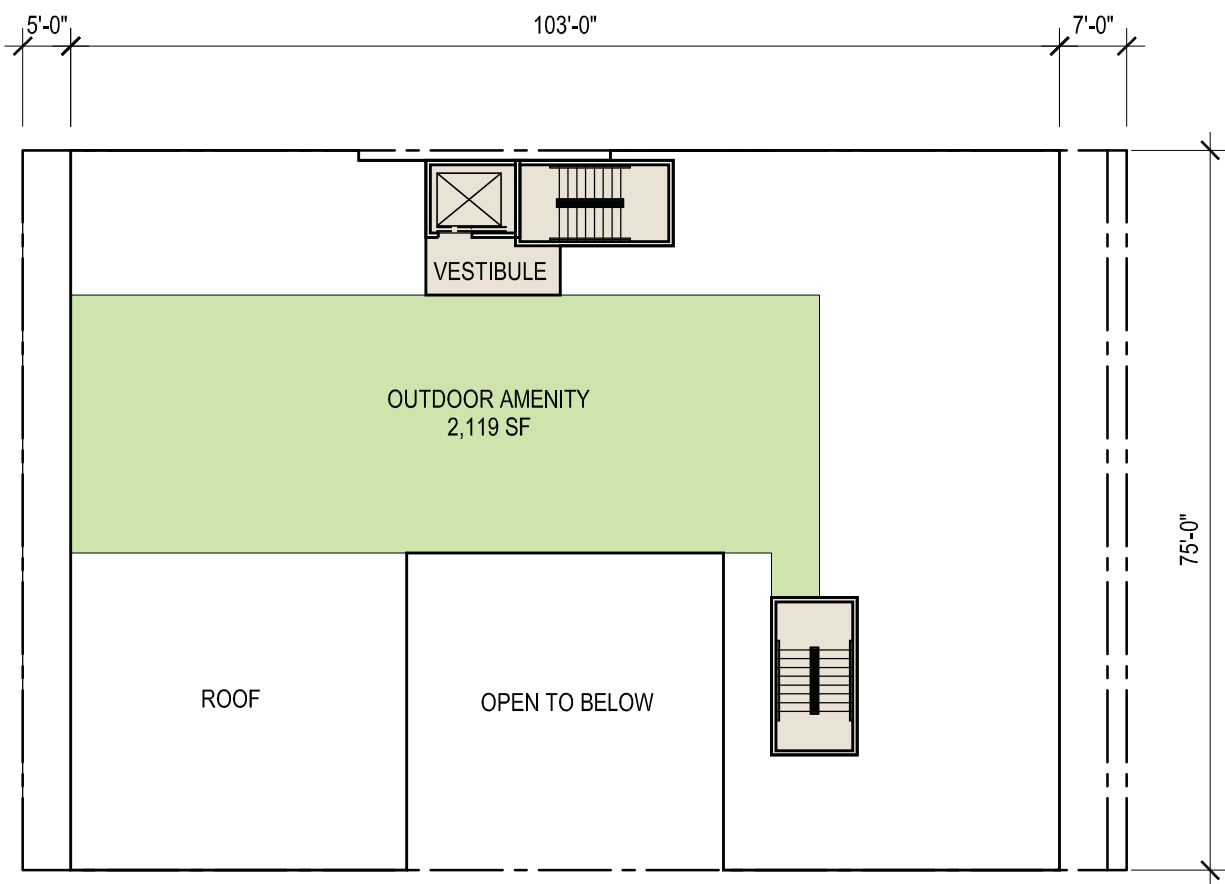 5'-0"
103'-0"
7'-0"
VESTIBULE
OUTDOOR AMENITY
2,119 SF
75'-0"
ROOF
OPEN TO BELOW